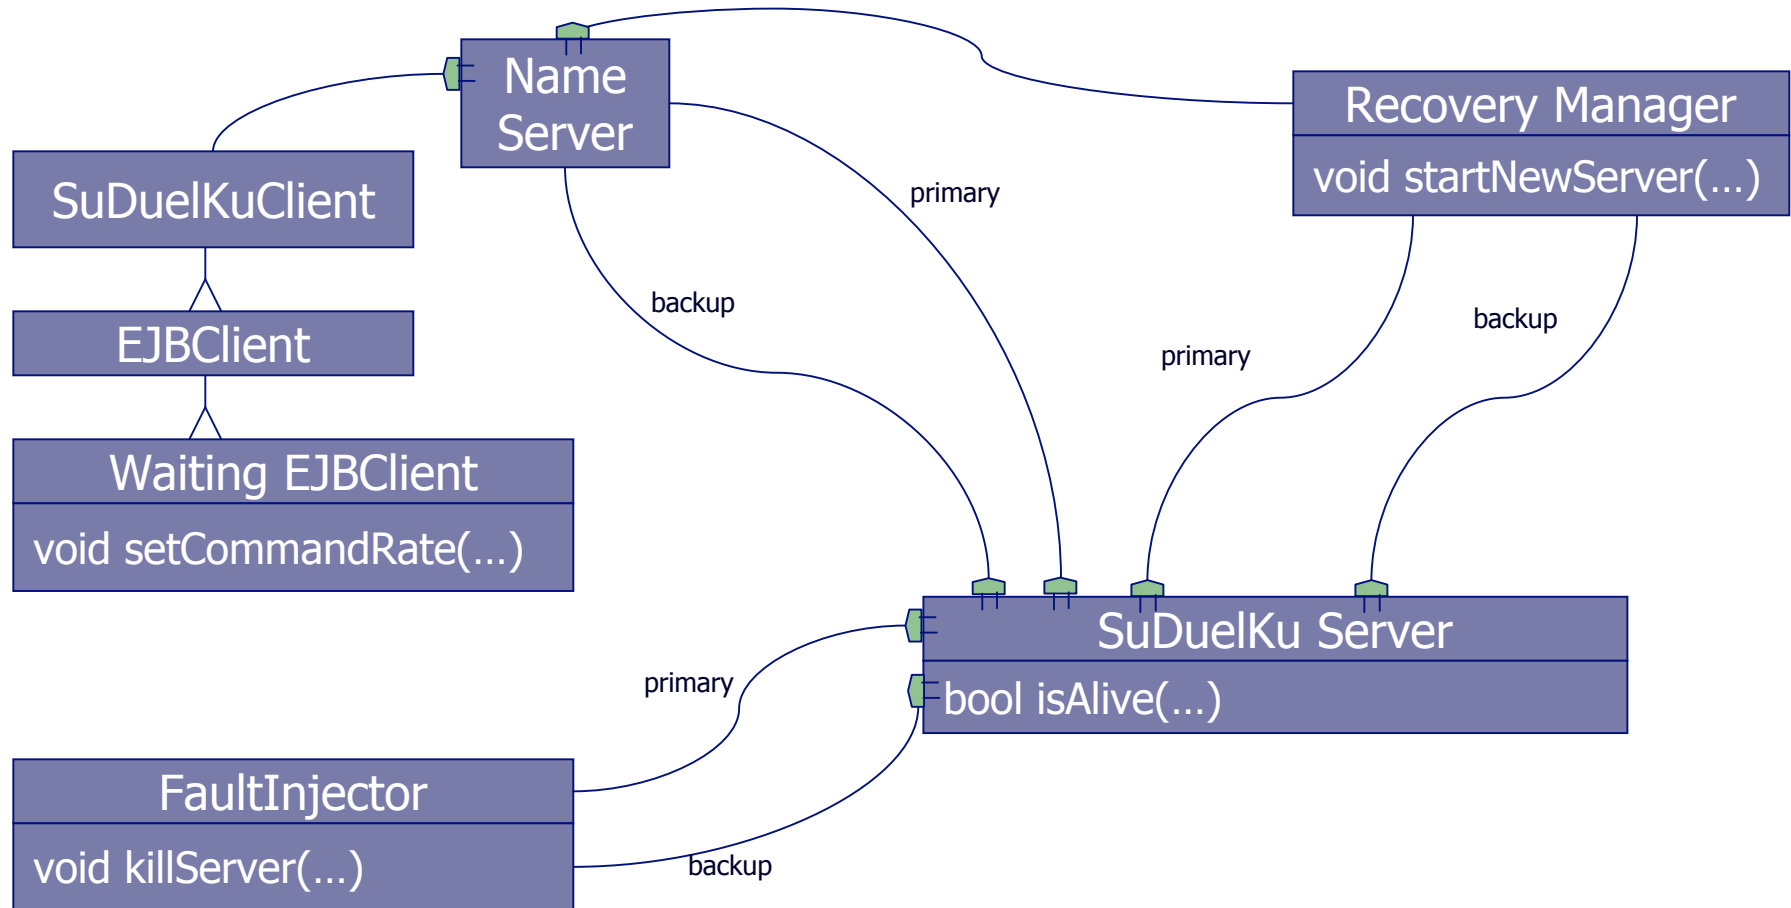 Name
Server
Recovery Manager
void startNewServer(...)
SuDuelKuClient
primary
backup
EJBClient
primary
backup
Waiting EJBClient
void setCommandRate(...)
SuDuelKu Server
bool isAlive(...)
primary
FaultInjector
void killServer(...)
backup